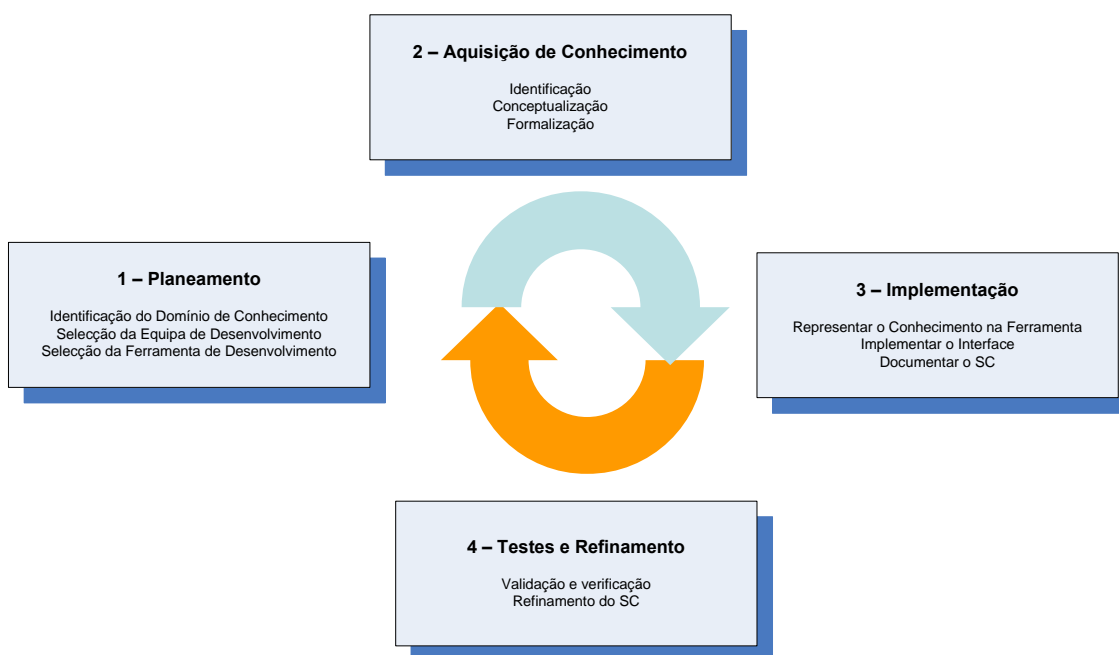 2 – Aquisição de Conhecimento
Identificação
Conceptualização
Formalização
1 – Planeamento
Identificação do Domínio de Conhecimento
Selecção da Equipa de Desenvolvimento
Selecção da Ferramenta de Desenvolvimento
3 – Implementação
Representar o Conhecimento na Ferramenta
Implementar o Interface
Documentar o SC
4 – Testes e Refinamento
Validação e verificação
Refinamento do SC